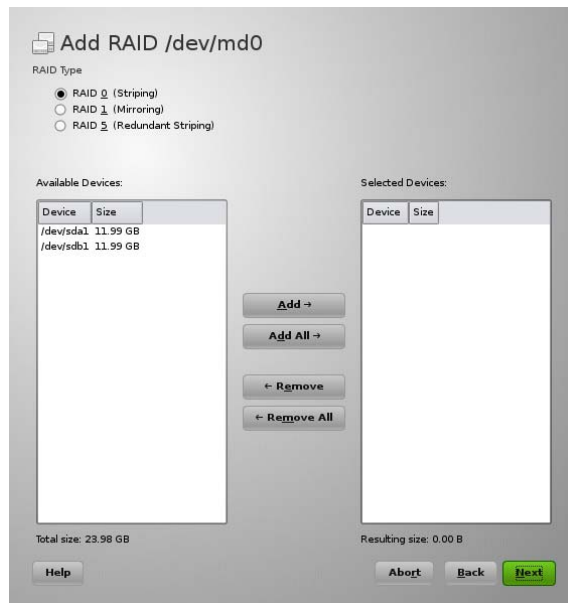 Add RAID /dev/md0
RAID Type
RAID 0 (Striping)
RAID 1 (Mirroring)
RAID 5 (Redundant Striping)
Available Devices:
Device Size
/dev/sda1 11.99 GB
/dev/sdb1 11.99 GB
Total size: 23.98 GB
Add →
Add All →
← Remove
← Remove All
Selected Devices:
Device Size
Resulting size: 0.00 B
Help
Abort
Back
Next